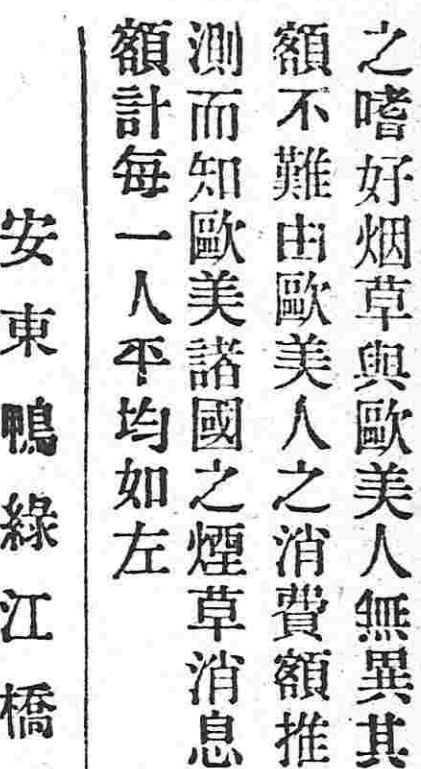 之嗜好烟草與歐美人無異其
額不難由歐美人之消費額推
測而知歐美諸國之煙草消息
額計每一人平均如左
安東鴨綠江橋